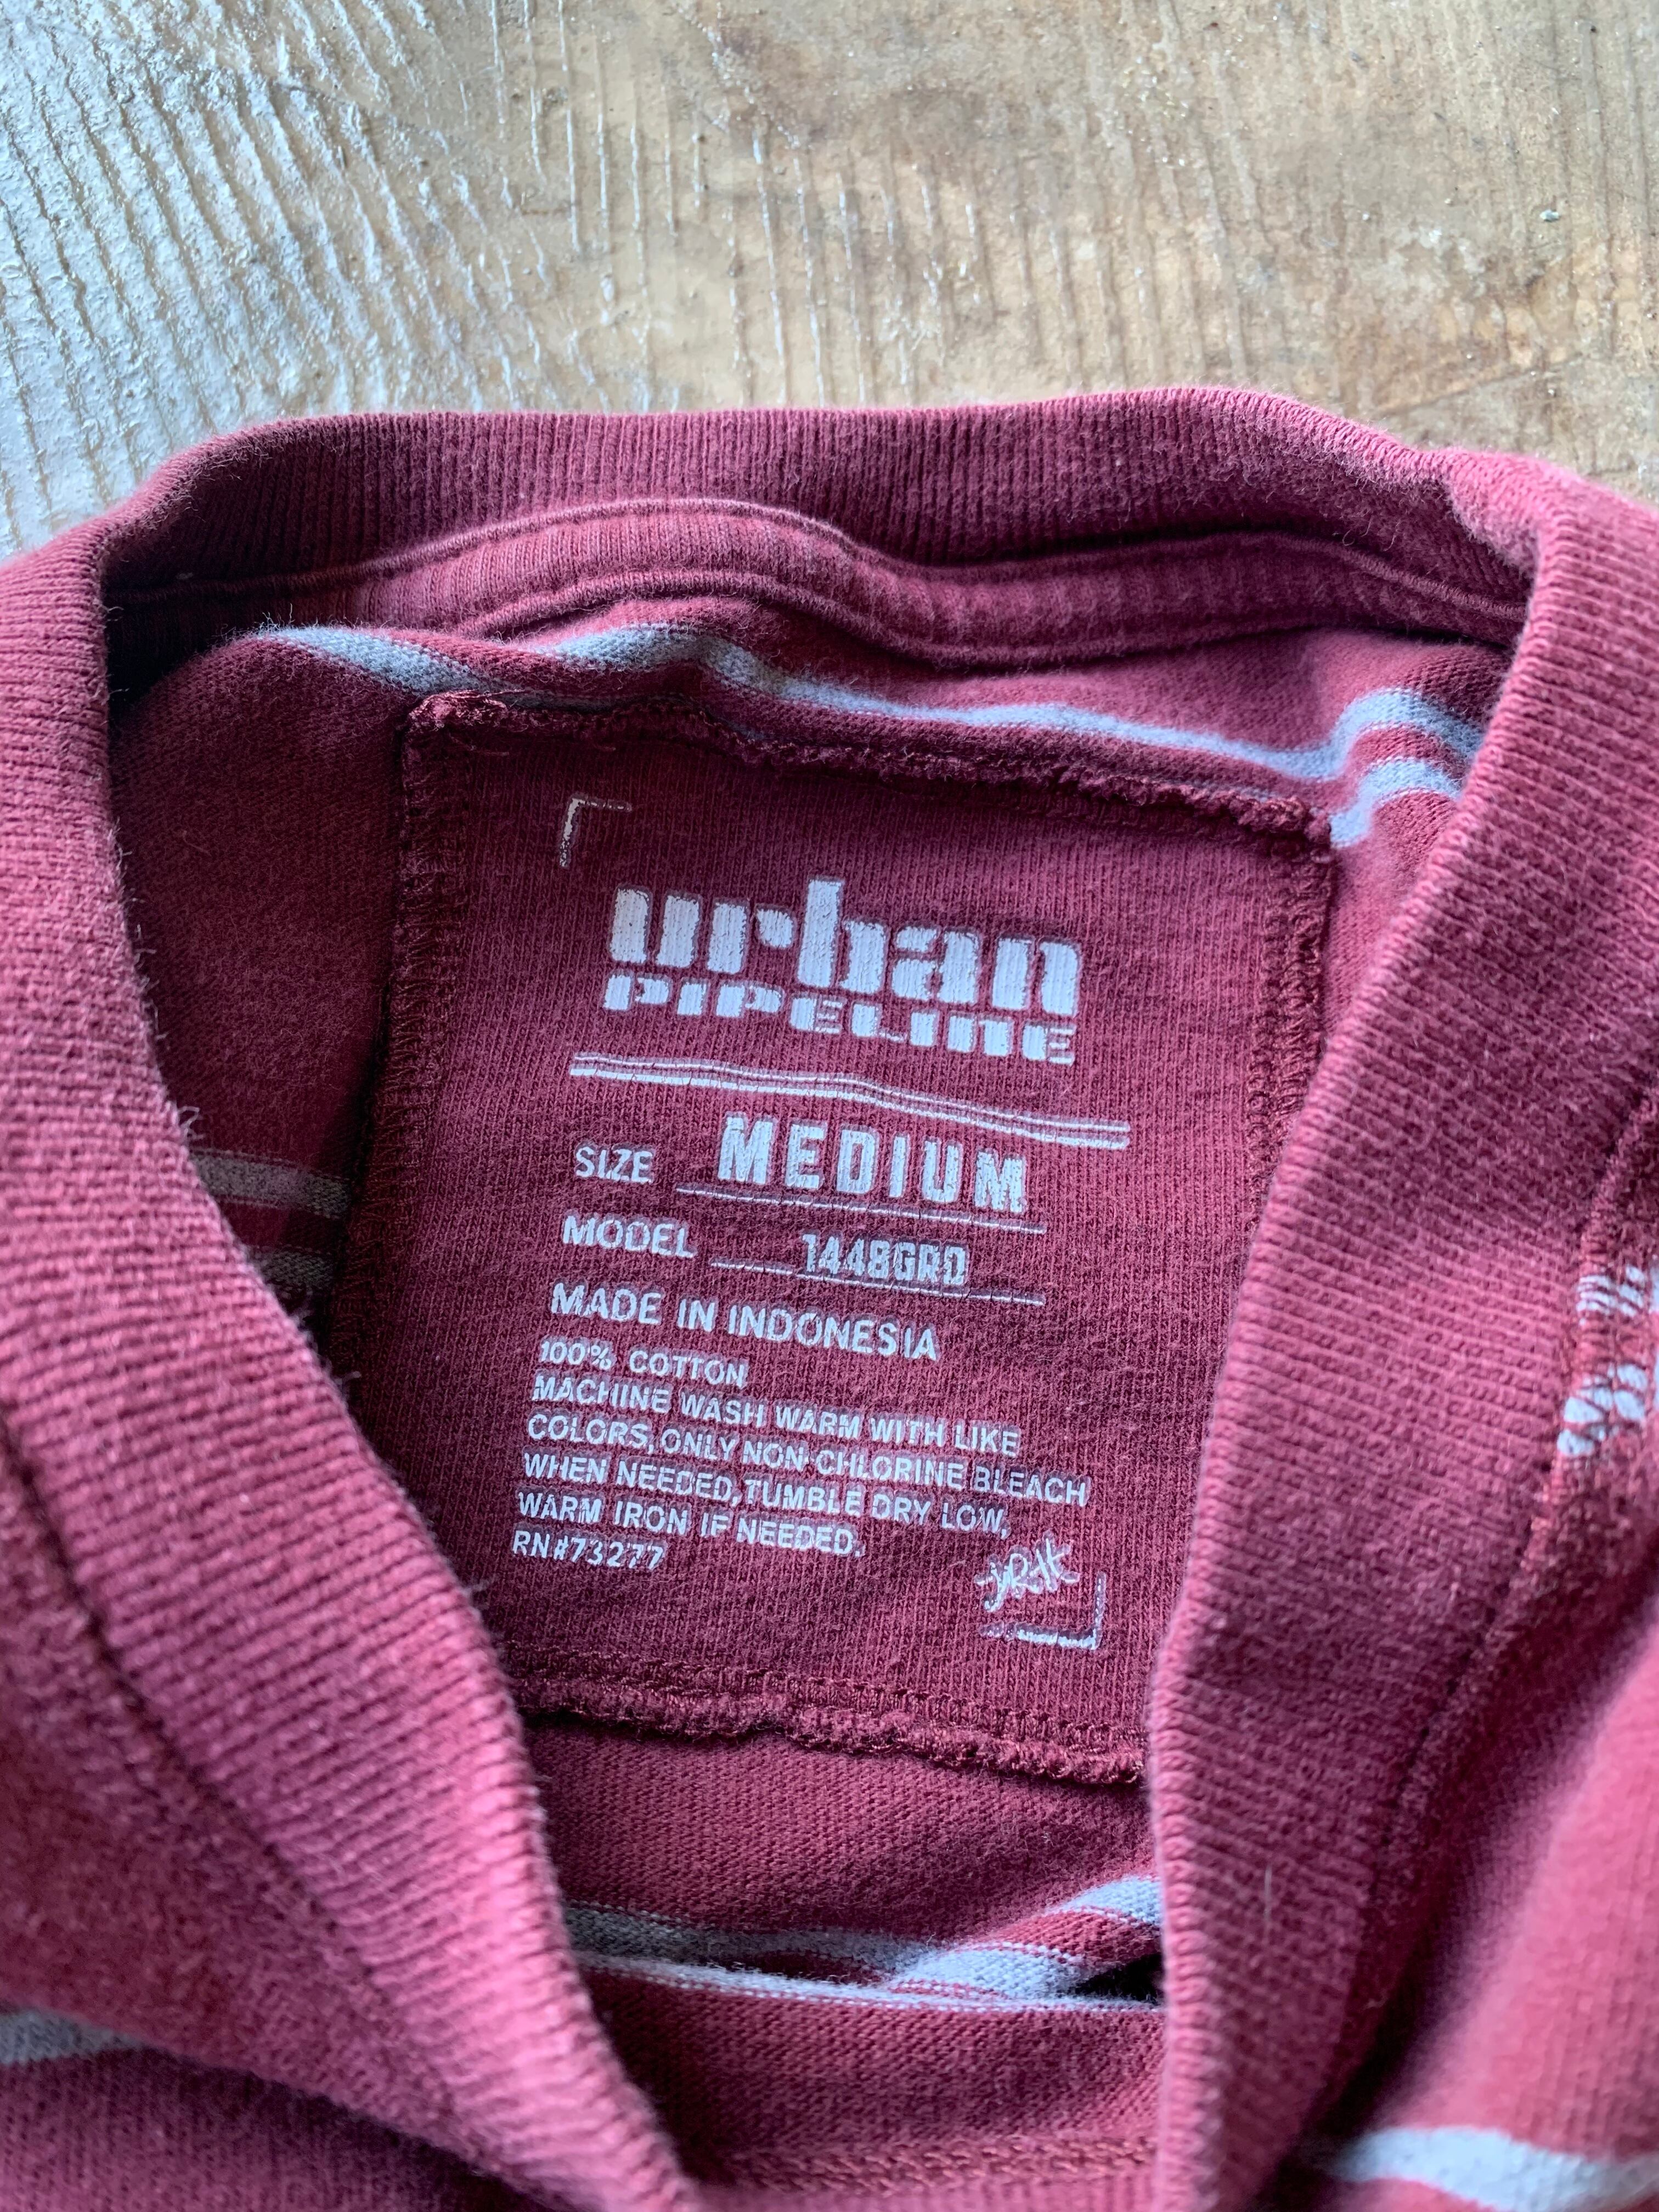 urban
PIPELINE
SIZE MEDIUM
MODEL 1448GRD
MADE IN INDONESIA
100% COTTON
MACHINE WASH WARM WITH LIKE
COLORS, ONLY NON-CHLORINE BLEACH
WHEN NEEDED, TUMBLE DRY LOW,
WARM IRON IF NEEDED.
RN#73277